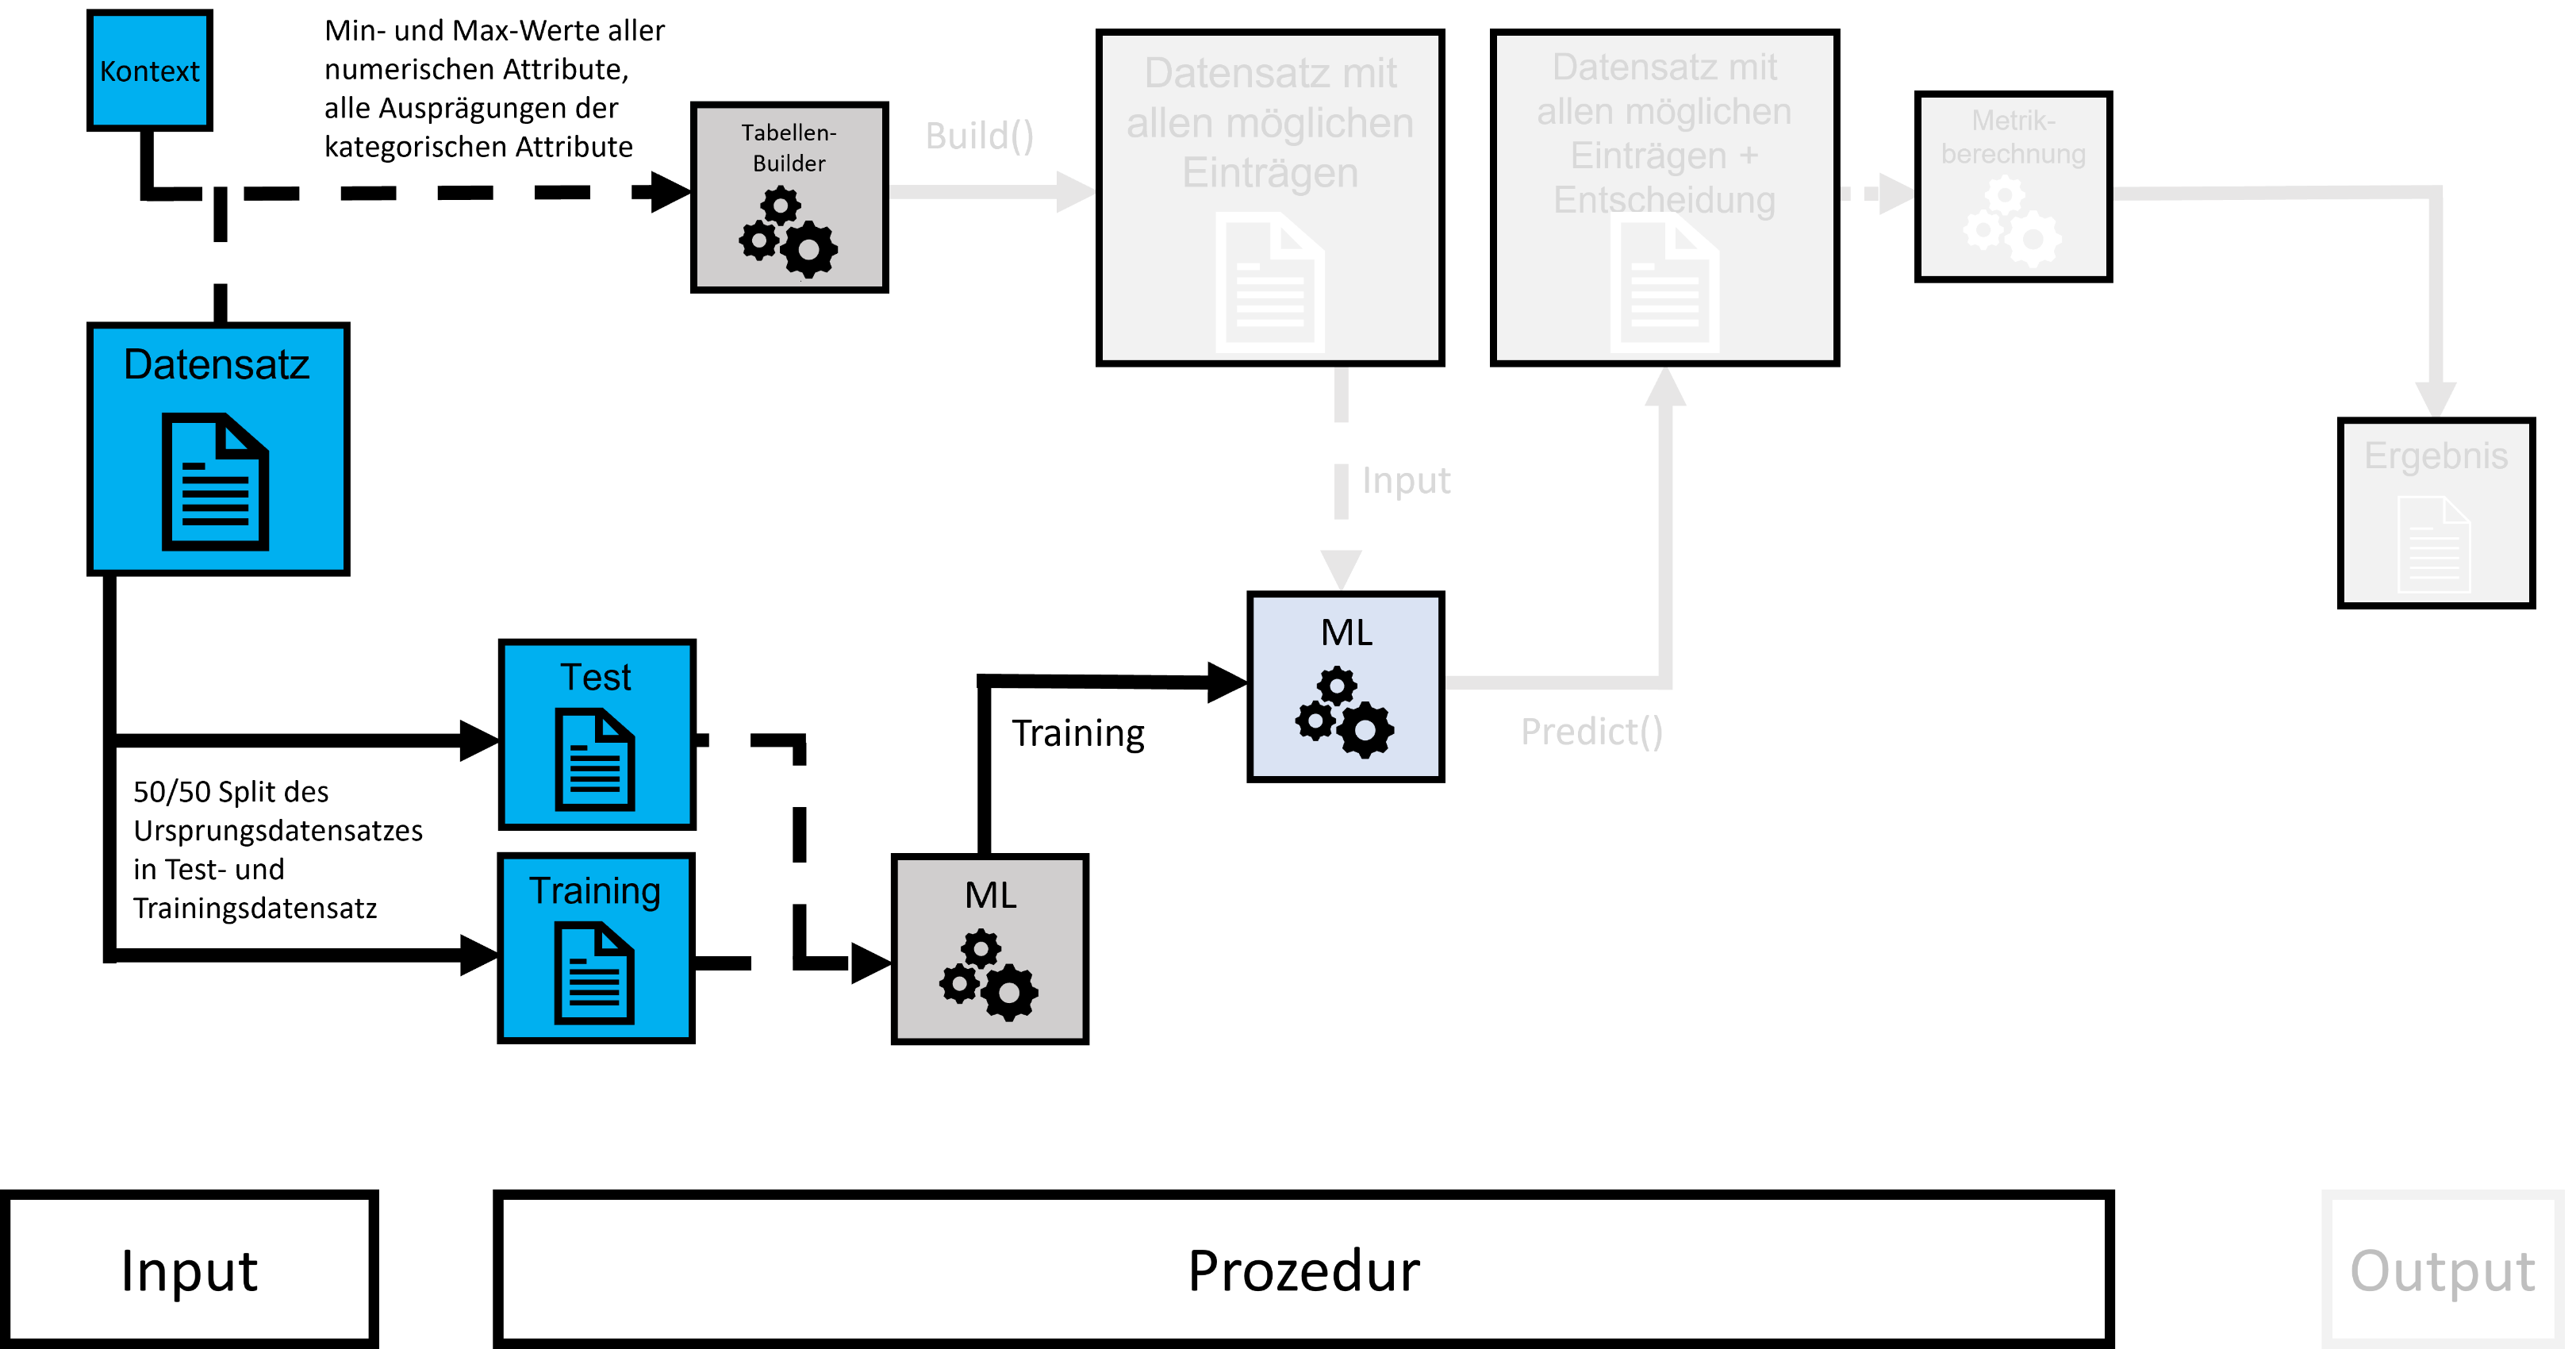 Kontext
Min- und Max-Werte aller
numerischen Attribute,
alle Ausprägungen der
kategorischen Attribute
Tabellen-
Builder
Build()
Datensatz mit
allen möglichen
Einträgen
Datensatz mit
allen möglichen
Einträgen +
Entscheidung
Metrik-
berechnung
Datensatz
Input
Ergebnis
ML
Test
Training
Predict()
50/50 Split des
Ursprungsdatensatzes
in Test- und
Trainingsdatensatz
Training
ML
Input
Prozedur
Output